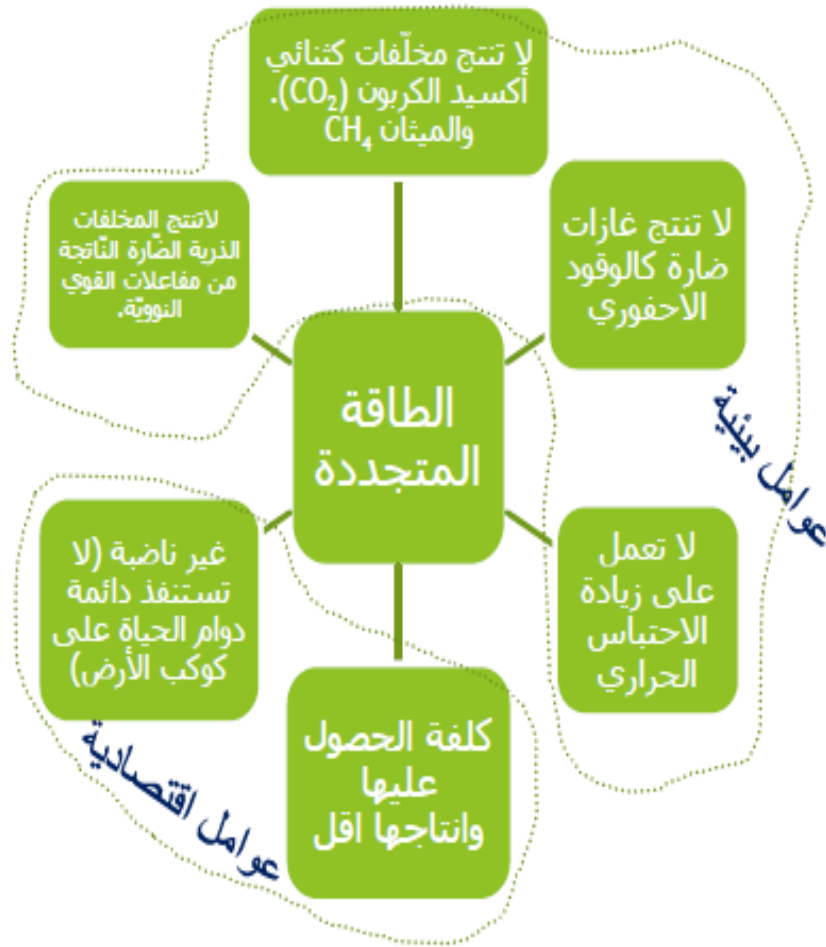 لا تنتج مخلّفات كثنائي
أكسيد الكربون (CO₂).
والميثان CH₄
لا تنتج غازات
ضارة كالوقود
الاحفوري
لاتنتج المخلفات
الذرية الضّارة النّاتجة
من مفاعلات القوي
النوويّة.
الطاقة
المتجددة
عوامل بيئية
لا تعمل
على زيادة
الاحتباس
الحراري
غير ناضبة (لا
تستنفذ دائمة
دوام الحياة على
كوكب الأرض)
كلفة الحصول
عليها
وانتاجها اقل
عوامل اقتصادية